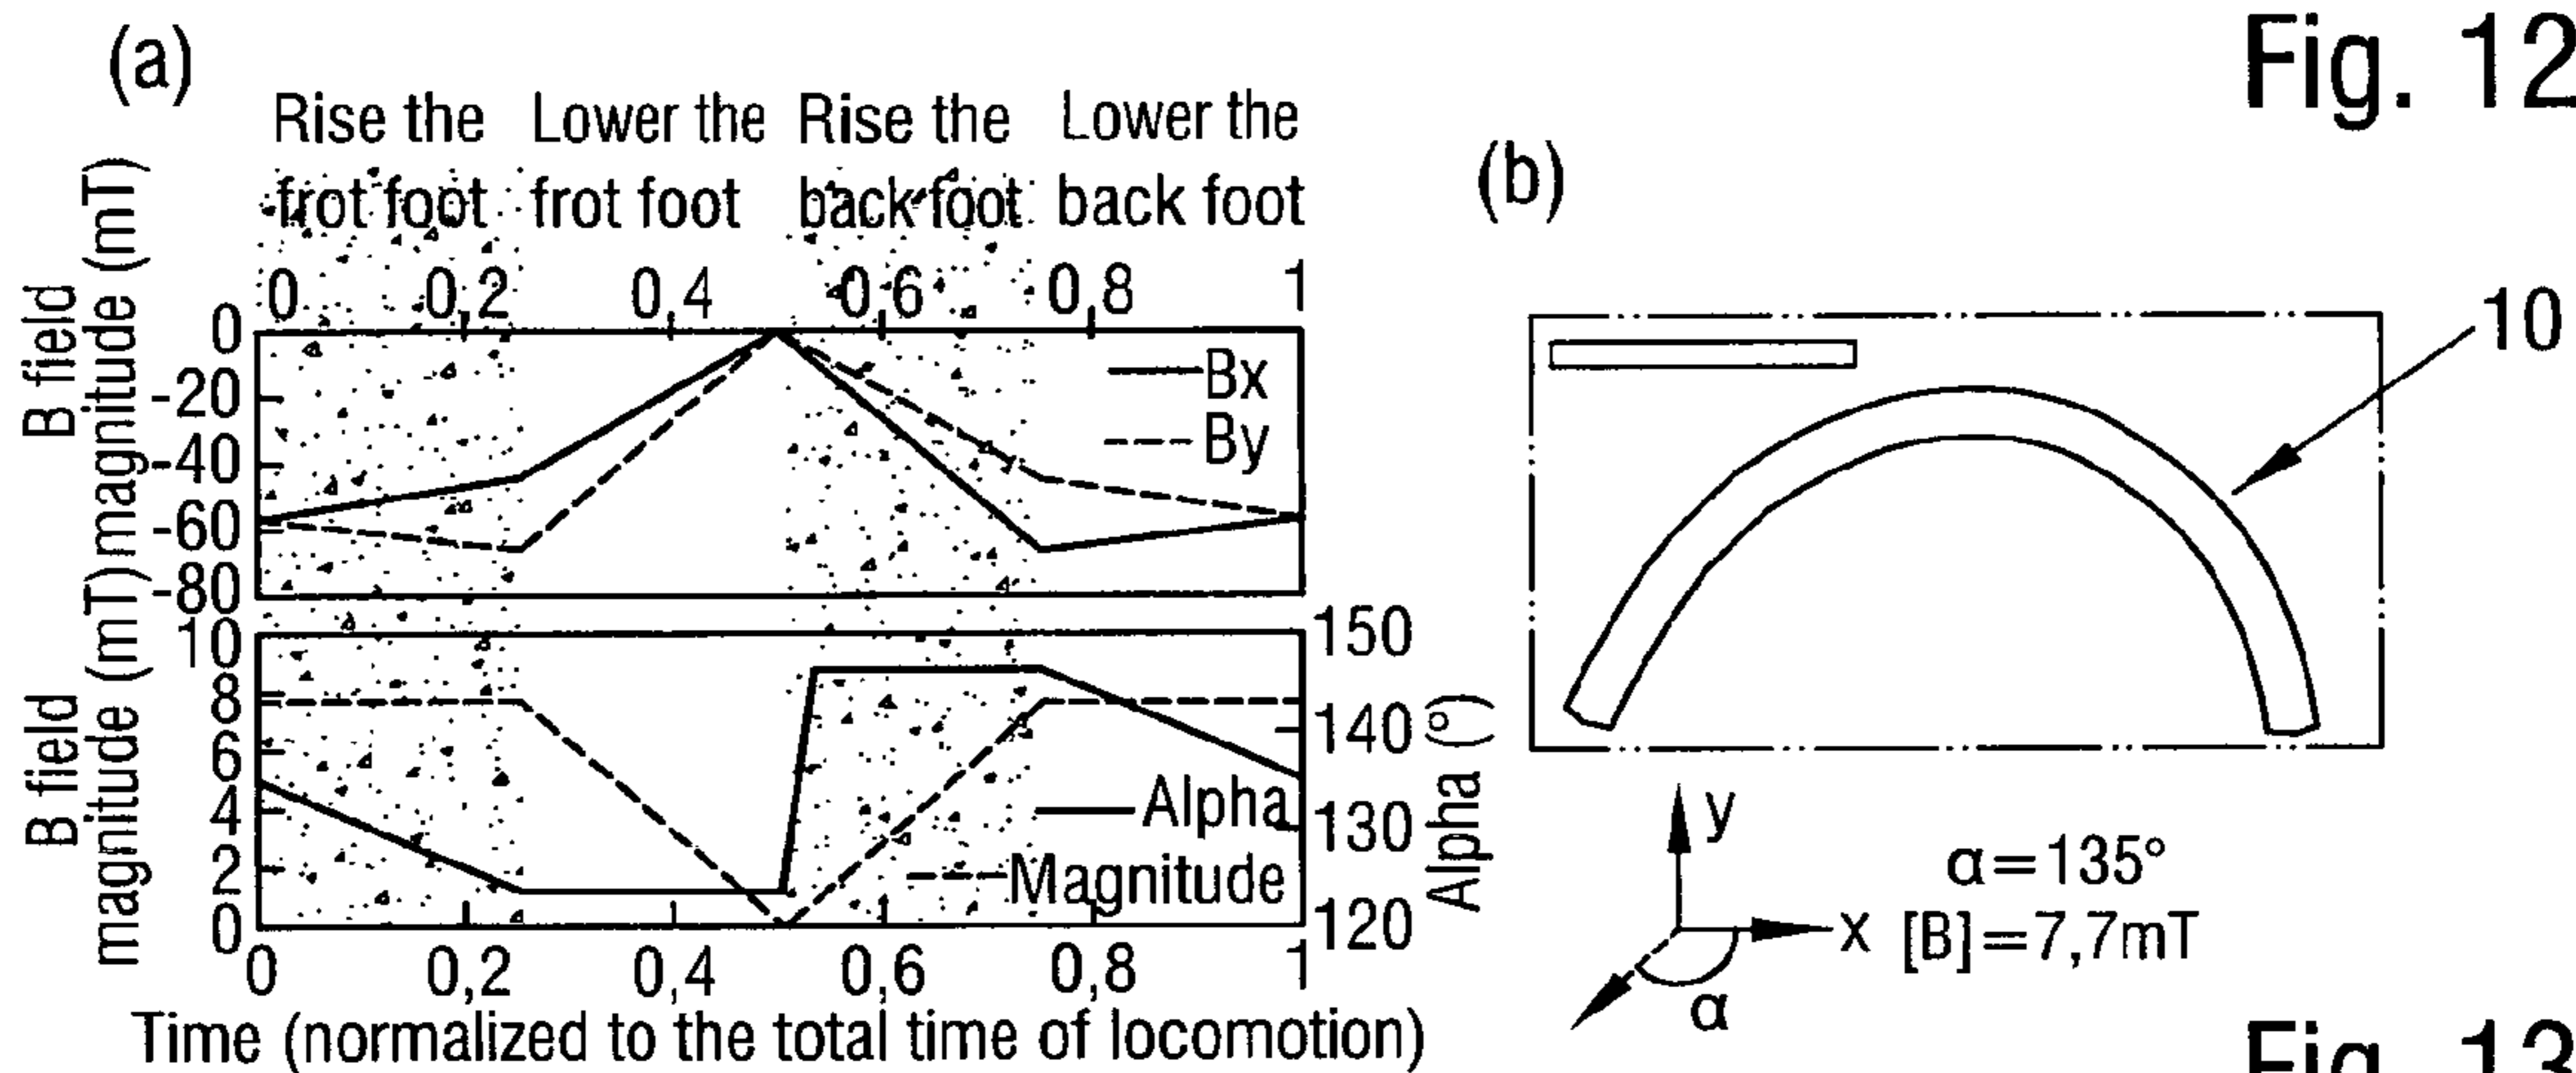 Fig. 12
(a)
Rise the Lower the Rise the Lower the
frot foot frot foot back foot back foot
0 0,2 0,4 0,6 0,8 1
B field
magnitude (mT)
0
-20
-40
-60
-80
Bx
By
B field
magnitude (mT)
10
8
6
4
2
0
150
140
130
120
Alpha (°)
Alpha
Magnitude
0 0,2 0,4 0,6 0,8 1
Time (normalized to the total time of locomotion)
(b)
10
y
x
α
α=135°
[B]=7,7mT